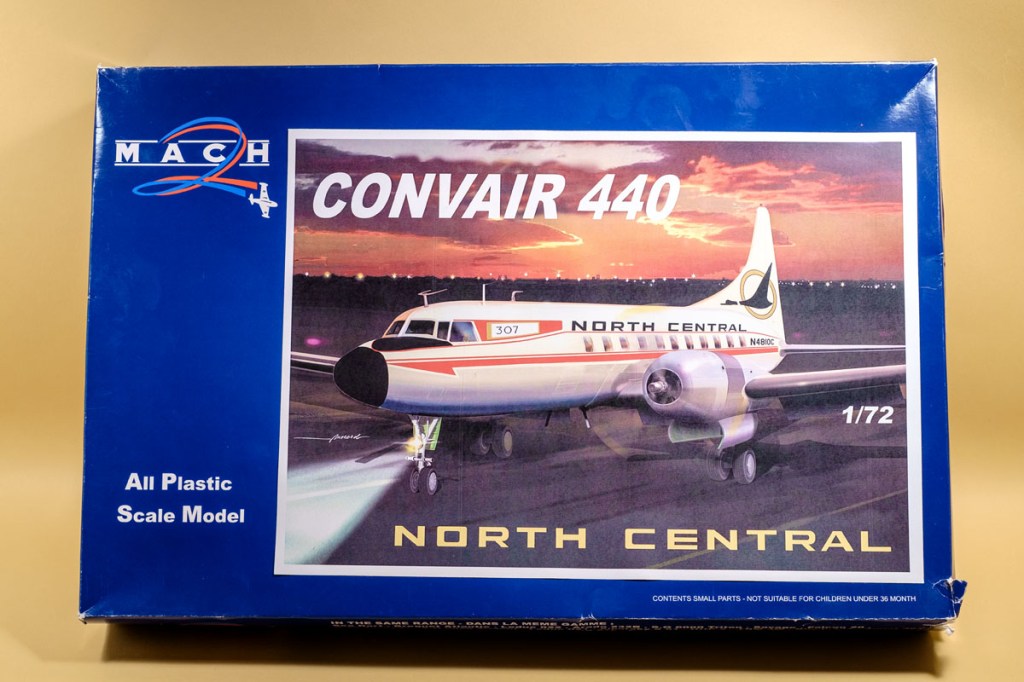 MACH 2
CONVAIR 440
307
NORTH CENTRAL
N4810C
1/72
All Plastic
Scale Model
NORTH CENTRAL
CONTENTS SMALL PARTS - NOT SUITABLE FOR CHILDREN UNDER 36 MONTH
IN THE SAME RANGE - DANS LA MEME GAMME :